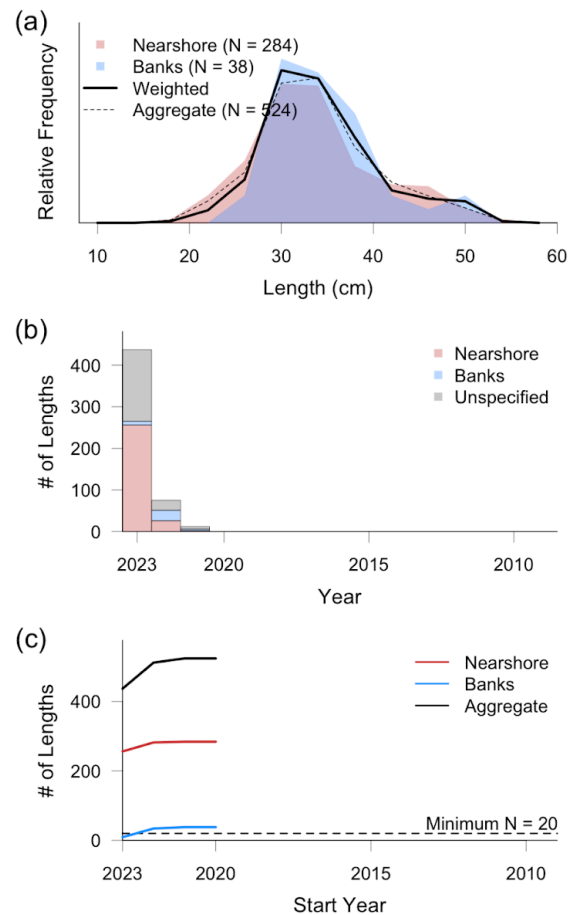 (a)
Nearshore (N = 284)
Banks (N = 38)
Weighted
Aggregate (N = 524)
Relative Frequency
10 20 30 40 50 60
Length (cm)
(b)
400
300
200
100
0
# of Lengths
Nearshore
Banks
Unspecified
2023 2020 2015 2010
Year
(c)
400
200
0
# of Lengths
Nearshore
Banks
Aggregate
Minimum N = 20
2023 2020 2015 2010
Start Year